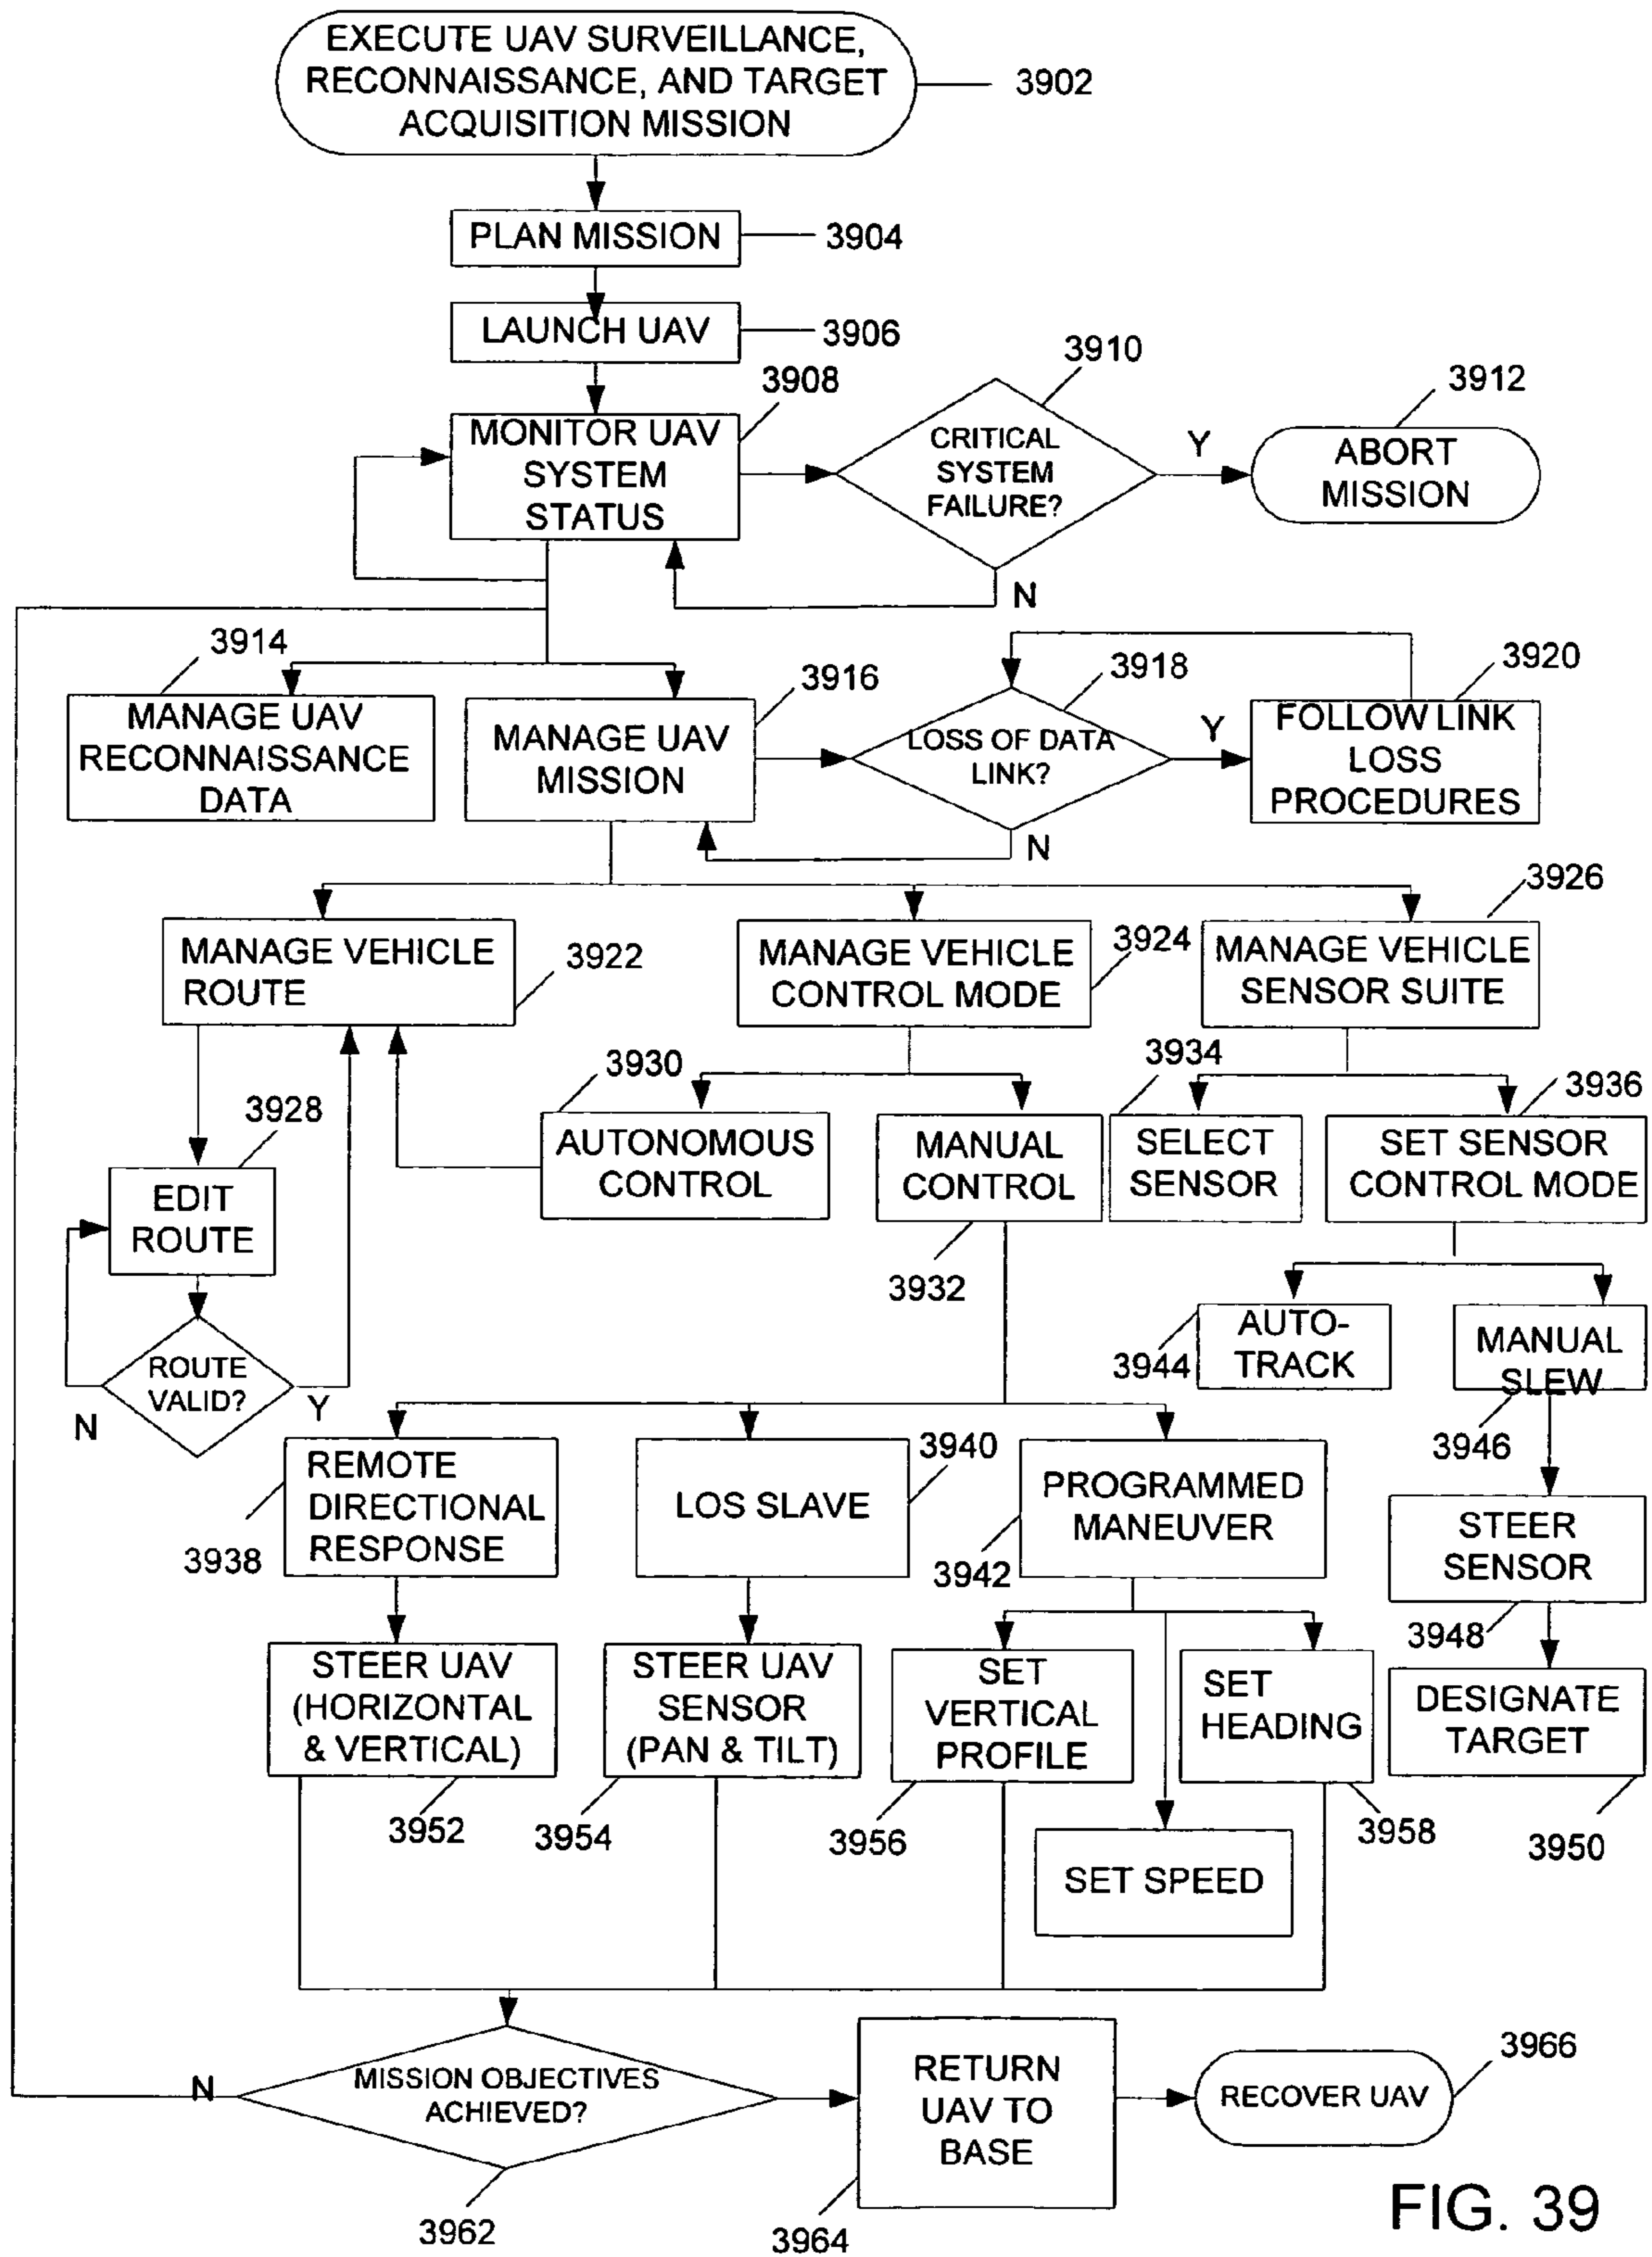 EXECUTE UAV SURVEILLANCE,
RECONNAISSANCE, AND TARGET
ACQUISITION MISSION
3902
PLAN MISSION
3904
LAUNCH UAV
3906
3908
MONITOR UAV
SYSTEM
STATUS
3910
CRITICAL
SYSTEM
FAILURE?
Y
N
3912
ABORT
MISSION
3914
MANAGE UAV
RECONNAISSANCE
DATA
3916
MANAGE UAV
MISSION
3918
LOSS OF DATA
LINK?
Y
N
3920
FOLLOW LINK
LOSS
PROCEDURES
MANAGE VEHICLE
ROUTE
3922
MANAGE VEHICLE
CONTROL MODE
3924
3926
MANAGE VEHICLE
SENSOR SUITE
3928
EDIT
ROUTE
ROUTE
VALID?
N
Y
3930
AUTONOMOUS
CONTROL
MANUAL
CONTROL
3932
3934
SELECT
SENSOR
3936
SET SENSOR
CONTROL MODE
AUTO-
TRACK
3944
MANUAL
SLEW
3946
REMOTE
DIRECTIONAL
RESPONSE
3938
LOS SLAVE
3940
PROGRAMMED
MANEUVER
3942
STEER
SENSOR
3948
STEER UAV
(HORIZONTAL
& VERTICAL)
3952
STEER UAV
SENSOR
(PAN & TILT)
3954
SET
VERTICAL
PROFILE
3956
SET
HEADING
3958
DESIGNATE
TARGET
3950
SET SPEED
N
MISSION OBJECTIVES
ACHIEVED?
3962
RETURN
UAV TO
BASE
3964
RECOVER UAV
3966
FIG. 39